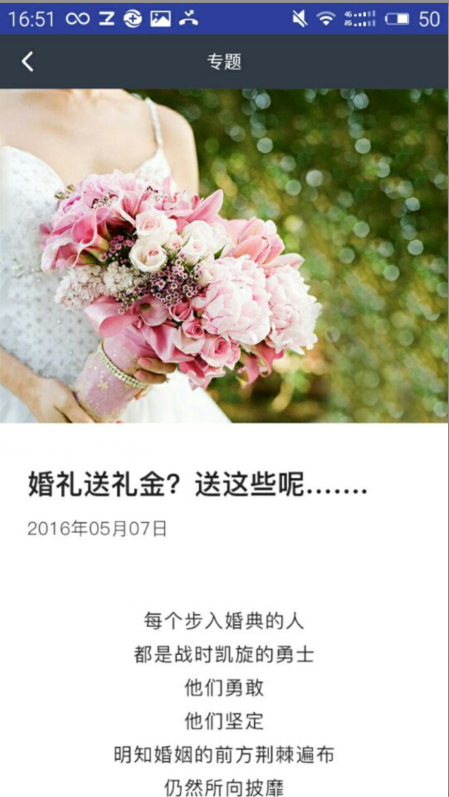 16:51 50
专题
婚礼送礼金？送这些呢.......
2016年05月07日
每个步入婚典的人
都是战时凯旋的勇士
他们勇敢
他们坚定
明知婚姻的前方荆棘遍布
仍然所向披靡